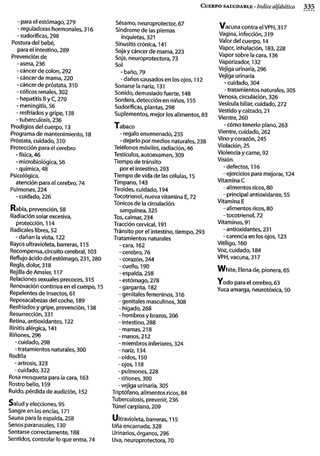 CUERPO SALUDABLE - Índice alfabético 335
- para el estómago, 279
- reguladoras hormonales, 316
- sudoríficas, 298
Postura del bebé,
para el intestino, 289
Prevención de
- asma, 236
- cáncer de colon, 292
- cáncer de mama, 220
- cáncer de próstata, 310
- cólicos renales, 302
- hepatitis B y C, 270
- meningitis, 56
- resfriados y gripe, 138
- tuberculosis, 236
Prodigios del cuerpo, 13
Programa de mantenimiento, 18
Próstata, cuidado, 310
Protección para el cerebro
- física, 46
- microbiológica, 56
- química, 48
Psicológica,
atención para el cerebro, 74
Pulmones, 224
- cuidado, 226
Rabia, prevención, 58
Radiación solar excesiva,
protección, 114
Radicales libres, 52
- dañan la vista, 122
Rayos ultravioleta, barreras, 115
Recompensa, circuito cerebral, 103
Reflujo ácido del estómago, 231, 280
Regla, dolor, 318
Rejilla de Amsler, 117
Relaciones sexuales precoces, 315
Renovación continua en el cuerpo, 15
Repelentes de insectos, 61
Reposacabezas del coche, 189
Resfriados y gripe, prevención, 138
Resurrección, 331
Retina, antioxidantes, 122
Rinitis alérgica, 141
Riñones, 296
- cuidado, 298
- tratamientos naturales, 300
Rodilla
- artrosis, 323
- cuidado, 322
Rosa mosqueta para la cara, 163
Rostro bello, 159
Ruido, pérdida de audición, 152
Salud y elecciones, 95
Sangre en las encías, 171
Sauna para la espalda, 258
Senos paranasales, 130
Sentarse correctamente, 188
Sentidos, controlar lo que entra, 74
Sésamo, neuroprotector, 67
Síndrome de las piernas
inquietas, 321
Sinusitis crónica, 141
Soja y cáncer de mama, 223
Soja, neuroprotectora, 73
Sol
- baño, 79
- daños causados en los ojos, 112
Sonarse la nariz, 131
Sonido, demasiado fuerte, 148
Sordera, detección en niños, 155
Sudoríficas, plantas, 298
Suplementos, mejor los alimentos, 83
Tabaco
- regalo envenenado, 235
- dejarlo por medios naturales, 238
Teléfonos móviles, radiación, 46
Testículos, autoexamen, 309
Tiempo de tránsito
por el intestino, 293
Tiempo de vida de las células, 15
Tímpano, 143
Tiroides, cuidado, 194
Tocotrienol, nueva vitamina E, 72
Tónicos de la circulación
sanguínea, 325
Tos, calmar, 234
Tracción cervical, 191
Tránsito por el intestino, tiempo, 293
Tratamientos naturales
- cara, 162
- cerebro, 76
- corazón, 244
- cuello, 190
- espalda, 258
- estómago, 278
- garganta, 182
- genitales femeninos, 316
- genitales masculinos, 308
- hígado, 268
- hombros y brazos, 206
- intestino, 288
- mamas, 218
- manos, 212
- miembros inferiores, 324
- nariz, 134
- oídos, 150
- ojos, 118
- pulmones, 228
- riñones, 300
- vejiga urinaria, 305
Triptófano, alimentos, 84
Tuberculosis, prevenir, 236
Túnel carpiano, 209
Ultravioleta, barreras, 115
Uña encarnada, 328
Urinarios, órganos, 296
Uva, neuroprotectora, 70
Vacuna contra el VPH, 317
Vagina, infección, 319
Valor del cuerpo, 20
Vapor, inhalación, 183, 228
Vapor sobre la cara, 136
Vaporizador, 132
Vejiga urinaria, 296
Vejiga urinaria
- cuidado, 304
- tratamientos naturales, 305
Venosa, circulación, 326
Vesícula biliar, cuidado, 272
Vestido y calzado, 21
Vientre, 260
- cómo tenerlo plano, 263
Vientre, cuidado, 262
Vino y corazón, 245
Violación, 25
Violencia y carne, 92
Visión
- defectos, 116
- ejercicios para mejorar, 124
Vitamina C
- alimentos ricos, 80
- principal antioxidante, 55
Vitamina E
- alimentos ricos, 80
- tocotrienol, 72
Vitaminas, 91
- antioxidantes, 231
- carencia en los ojos, 123
Vitíligo, 160
Voz, cuidado, 184
VPH, vacuna, 317
White, Elena de, pionera, 65
Yodo para el cerebro, 63
Yuca amarga, neurotóxica, 50